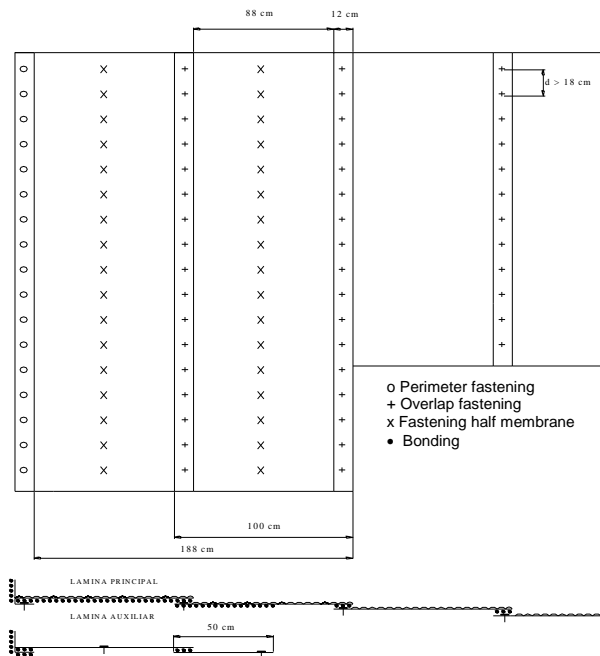 88 cm
12 cm
d > 18 cm
o Perimeter fastening
+ Overlap fastening
x Fastening half membrane
• Bonding
100 cm
188 cm
LAMINA PRINCIPAL
LAMINA AUXILIAR
50 cm